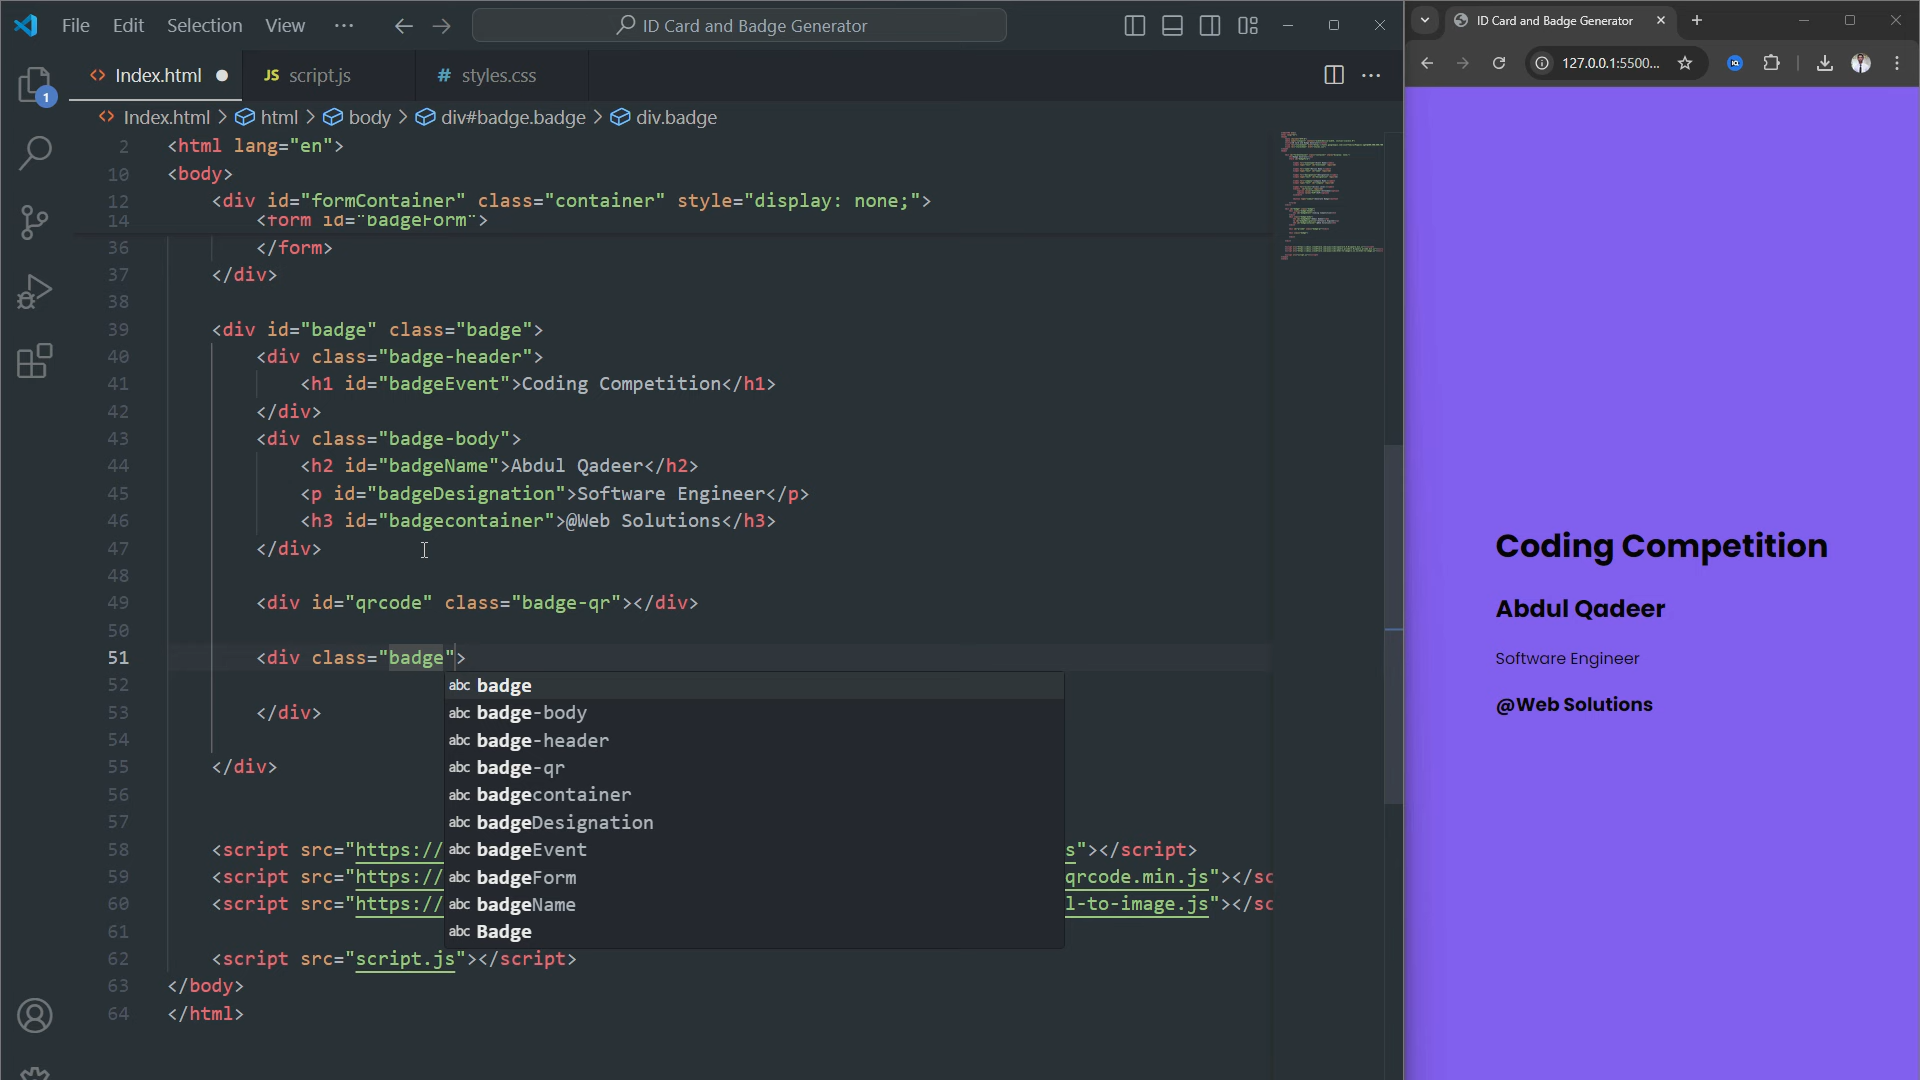 File Edit Selection View ··· ID Card and Badge Generator
Index.html script.js styles.css
Index.html > html > body > div#badge.badge > div.badge
2 <html lang="en">
10 <body>
12 <div id="formContainer" class="container" style="display: none;">
14 <form id="badgeForm">
36 </form>
37 </div>
38
39 <div id="badge" class="badge">
40 <div class="badge-header">
41 <h1 id="badgeEvent">Coding Competition</h1>
42 </div>
43 <div class="badge-body">
44 <h2 id="badgeName">Abdul Qadeer</h2>
45 <p id="badgeDesignation">Software Engineer</p>
46 <h3 id="badgecontainer">@Web Solutions</h3>
47 </div>
48
49 <div id="qrcode" class="badge-qr"></div>
50
51 <div class="badge">
52
53 </div>
54
55 </div>
56
57
58 <script src="https:// s"></script>
59 <script src="https:// qrcode.min.js"></sc
60 <script src="https:// l-to-image.js"></sc
61
62 <script src="script.js"></script>
63 </body>
64 </html>
abc badge
abc badge-body
abc badge-header
abc badge-qr
abc badgecontainer
abc badgeDesignation
abc badgeEvent
abc badgeForm
abc badgeName
abc Badge
1
JS
#
ID Card and Badge Generator
127.0.0.1:5500...
Coding Competition
Abdul Qadeer
Software Engineer
@Web Solutions